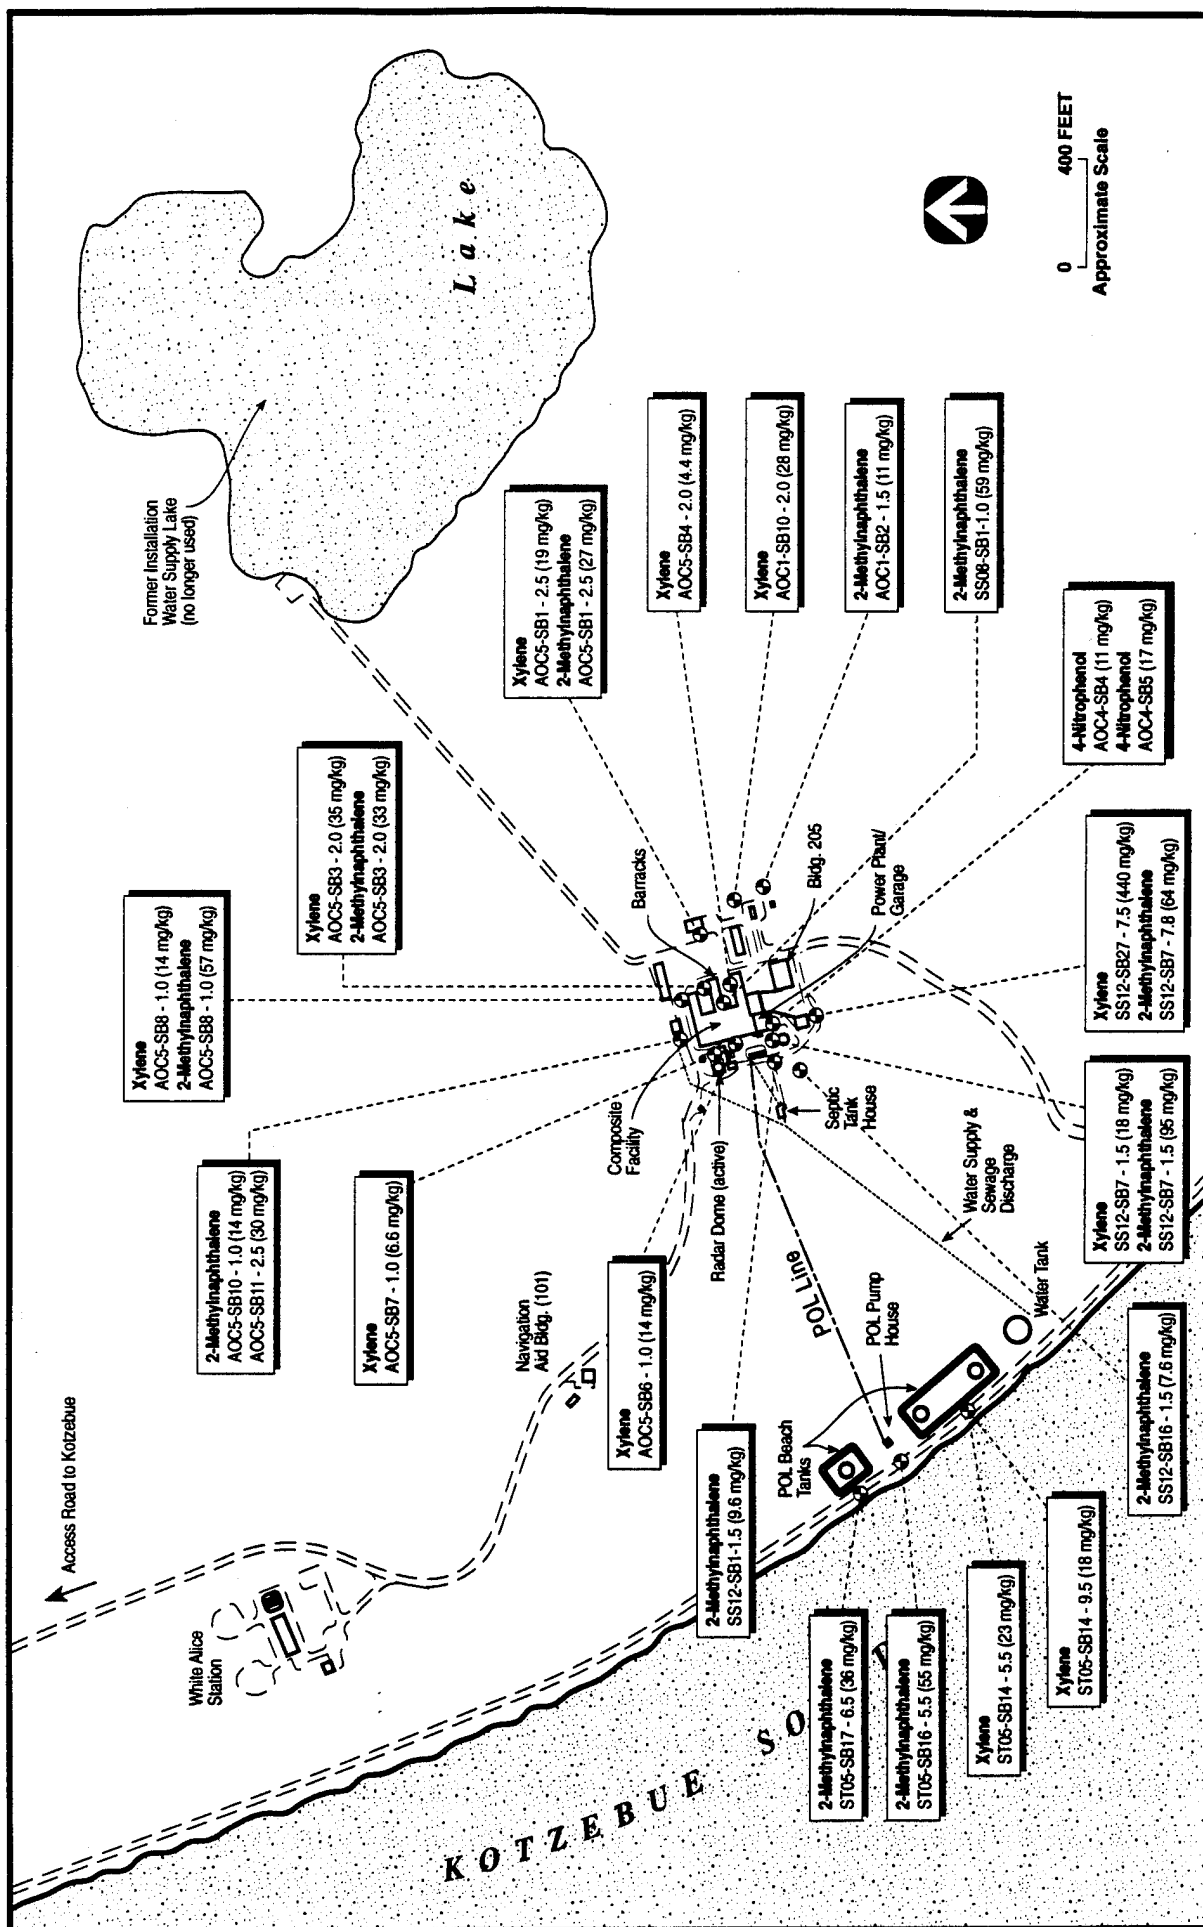 Former Installation
Water Supply Lake
(no longer used)
Lake
0 400 FEET
Approximate Scale
Access Road to Kotzebue
White Alice
Station
Navigation
Aid Bldg. (101)
Xylene
AOC5-SB8 - 1.0 (14 mg/kg)
2-Methylnaphthalene
AOC5-SB8 - 1.0 (57 mg/kg)
2-Methylnaphthalene
AOC5-SB10 - 1.0 (14 mg/kg)
AOC5-SB11 - 2.5 (30 mg/kg)
Xylene
AOC5-SB3 - 2.0 (35 mg/kg)
2-Methylnaphthalene
AOC5-SB3 - 2.0 (33 mg/kg)
Xylene
AOC5-SB7 - 1.0 (6.6 mg/kg)
Xylene
AOC5-SB1 - 2.5 (19 mg/kg)
2-Methylnaphthalene
AOC5-SB1 - 2.5 (27 mg/kg)
Xylene
AOC5-SB6 - 1.0 (14 mg/kg)
Xylene
AOC5-SB4 - 2.0 (4.4 mg/kg)
2-Methylnaphthalene
SS12-SB1-1.5 (9.6 mg/kg)
Xylene
AOC1-SB10 - 2.0 (28 mg/kg)
2-Methylnaphthalene
AOC1-SB2 - 1.5 (11 mg/kg)
2-Methylnaphthalene
SS08-SB1-1.0 (59 mg/kg)
4-Nitrophenol
AOC4-SB4 (11 mg/kg)
4-Nitrophenol
AOC4-SB5 (17 mg/kg)
Xylene
SS12-SB27 - 7.5 (440 mg/kg)
2-Methylnaphthalene
SS12-SB7 - 7.8 (64 mg/kg)
Xylene
SS12-SB7 - 1.5 (18 mg/kg)
2-Methylnaphthalene
SS12-SB7 - 1.5 (95 mg/kg)
2-Methylnaphthalene
SS12-SB16 - 1.5 (7.6 mg/kg)
Xylene
ST05-SB14 - 9.5 (18 mg/kg)
Xylene
ST05-SB14 - 5.5 (23 mg/kg)
2-Methylnaphthalene
ST05-SB16 - 5.5 (55 mg/kg)
2-Methylnaphthalene
ST05-SB17 - 6.5 (36 mg/kg)
Barracks
Composite
Facility
Radar Dome (active)
Bldg. 205
Power Plant/
Garage
Septic
Tank
House
Water Supply &
Sewage
Discharge
POL Line
POL Pump
House
POL Beach
Tanks
Water Tank
KOTZEBUE SO